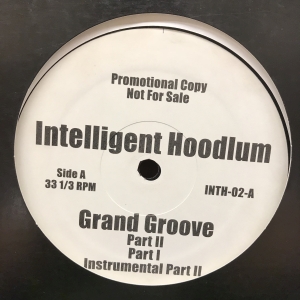 Promotional Copy
Not For Sale
Intelligent Hoodlum
Side A
33 1/3 RPM
INTH-02-A
Grand Groove
Part II
Part I
Instrumental Part II